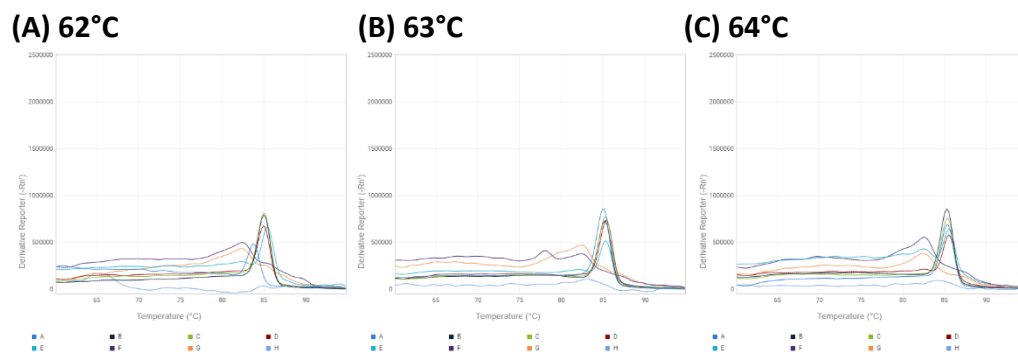 (A) 62°C
(B) 63°C
(C) 64°C
2500000
2000000
1500000
1000000
500000
0
Derivative Reporter (-Rn')
65 70 75 80 85 90
Temperature (°C)
A B C D
E F G H
2500000
2000000
1500000
1000000
500000
0
Derivative Reporter (-Rn')
65 70 75 80 85 90
Temperature (°C)
A B C D
E F G H
2500000
2000000
1500000
1000000
500000
0
Derivative Reporter (-Rn')
65 70 75 80 85 90
Temperature (°C)
A B C D
E F G H